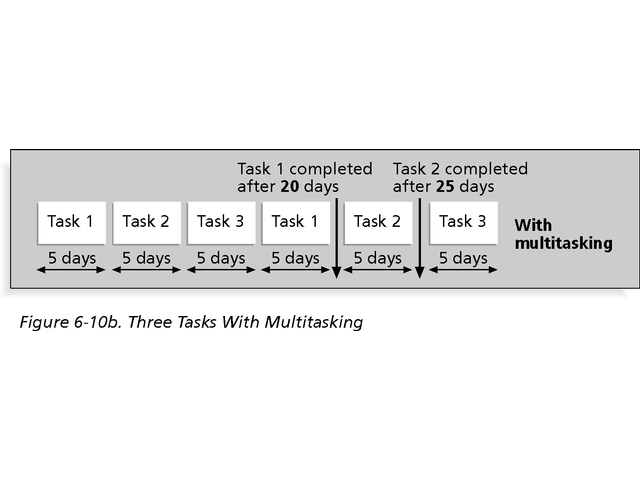 Task 1 completed
after 20 days
Task 2 completed
after 25 days
Task 1
Task 2
Task 3
Task 1
Task 2
Task 3
With
multitasking
5 days
5 days
5 days
5 days
5 days
5 days
Figure 6-10b. Three Tasks With Multitasking